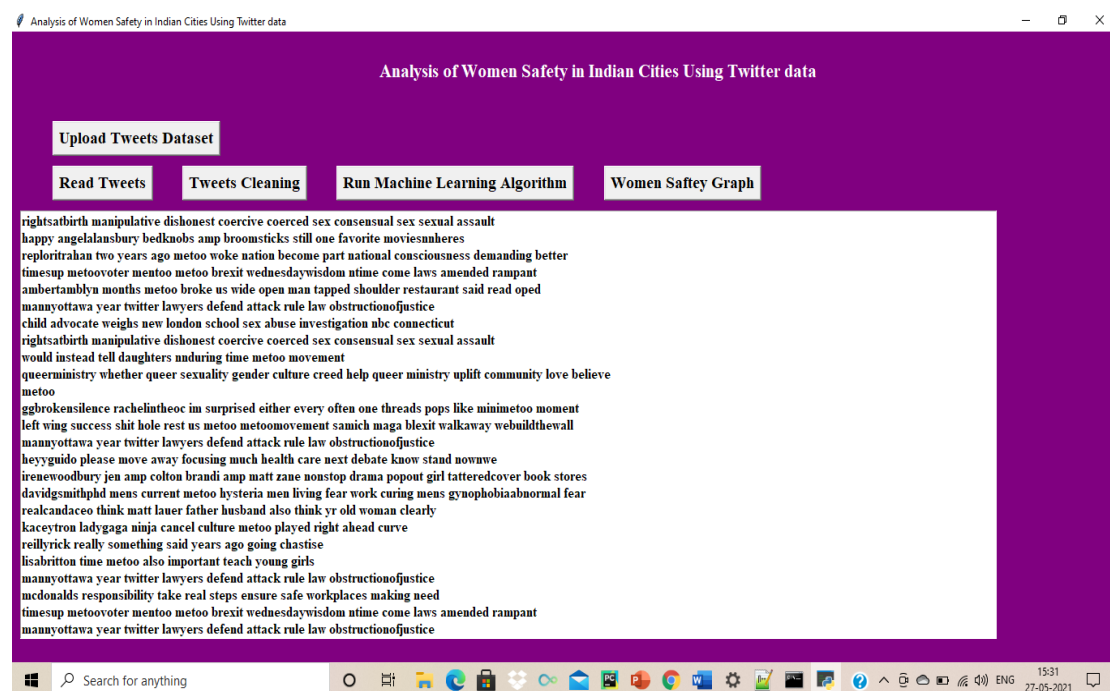 Analysis of Women Safety in Indian Cities Using Twitter data
Analysis of Women Safety in Indian Cities Using Twitter data
Upload Tweets Dataset
Read Tweets
Tweets Cleaning
Run Machine Learning Algorithm
Women Saftey Graph
rightsatbirth manipulative dishonest coercive coerced sex consensual sex sexual assault
happy angelalansbury bedknobs amp broomsticks still one favorite moviesnnheres
reploritrahan two years ago metoo woke nation become part national consciousness demanding better
timesup metoovoter mentoo metoo brexit wednesdaywisdom ntime come laws amended rampant
ambertamblyn months metoo broke us wide open man tapped shoulder restaurant said read oped
mannyottawa year twitter lawyers defend attack rule law obstructionofjustice
child advocate weighs new london school sex abuse investigation nbc connecticut
rightsatbirth manipulative dishonest coercive coerced sex consensual sex sexual assault
would instead tell daughters nnduring time metoo movement
queerministry whether queer sexuality gender culture creed help queer ministry uplift community love believe
metoo
ggbrokensilence rachelintheoc im surprised either every often one threads pops like minimetoo moment
left wing success shit hole rest us metoo metoomovement samich maga blexit walkaway webuildthewall
mannyottawa year twitter lawyers defend attack rule law obstructionofjustice
heyyguido please move away focusing much health care next debate know stand nownwe
irenewoodbury jen amp colton brandi amp matt zane nonstop drama popout girl tatteredcover book stores
davidgsmithphd mens current metoo hysteria men living fear work curing mens gynophobiaabnormal fear
realcandaceo think matt lauer father husband also think yr old woman clearly
kaceytron ladygaga ninja cancel culture metoo played right ahead curve
reillyrick really something said years ago going chastise
lisabritton time metoo also important teach young girls
mannyottawa year twitter lawyers defend attack rule law obstructionofjustice
mcdonalds responsibility take real steps ensure safe workplaces making need
timesup metoovoter mentoo metoo brexit wednesdaywisdom ntime come laws amended rampant
mannyottawa year twitter lawyers defend attack rule law obstructionofjustice
Search for anything
ENG
15:31
27-05-2021